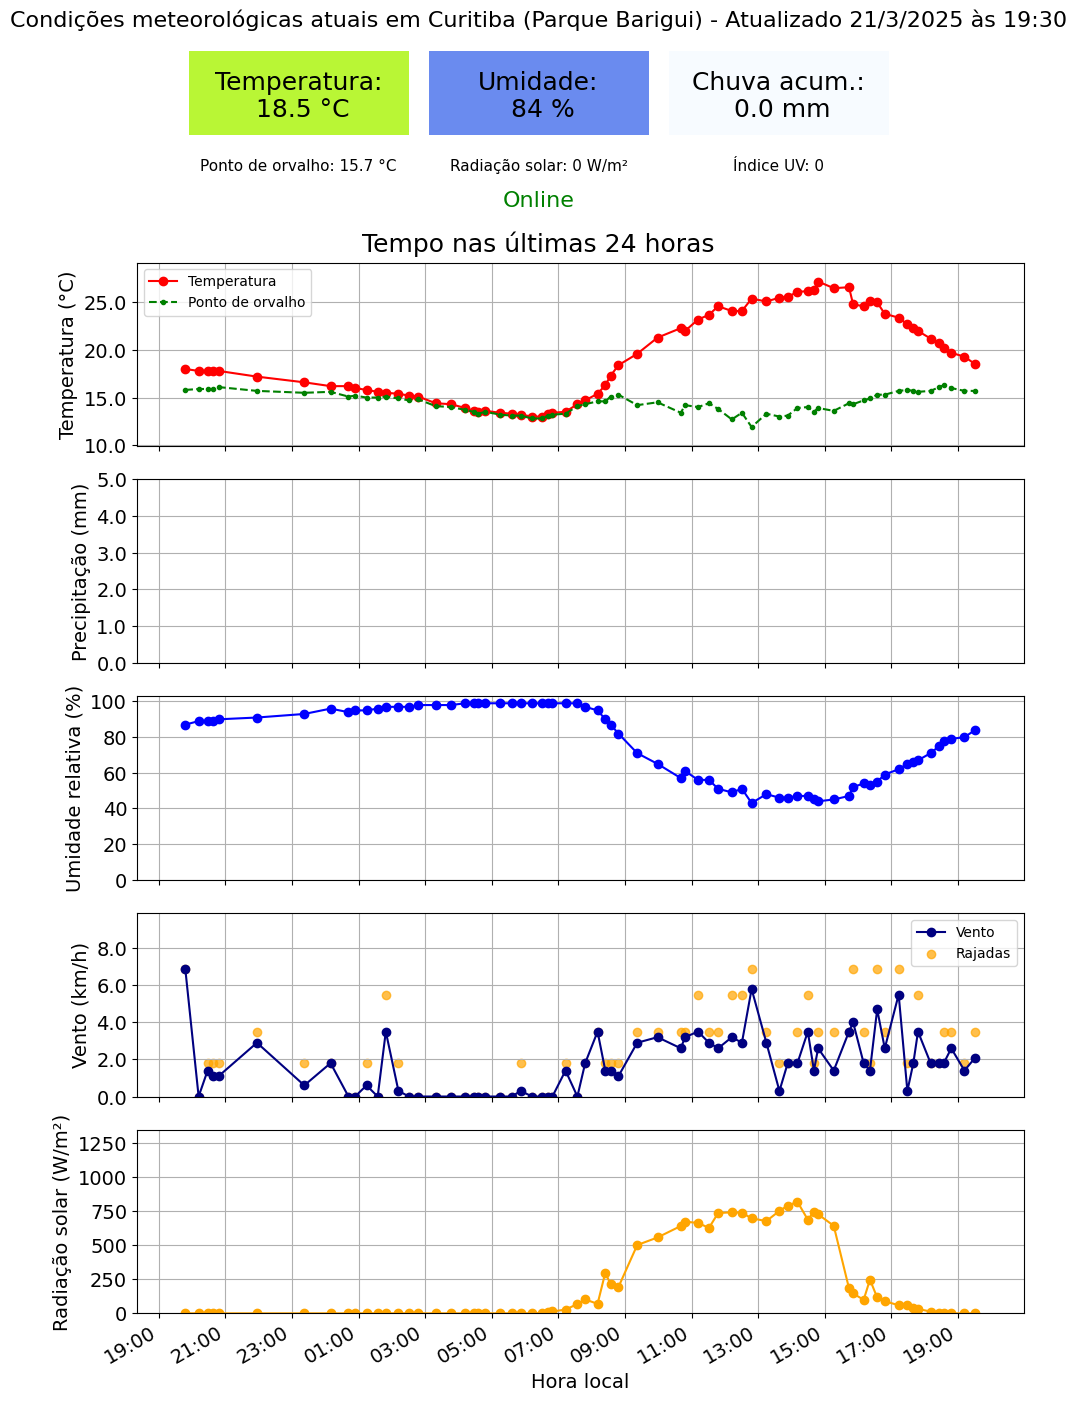 Condições meteorológicas atuais em Curitiba (Parque Barigui) - Atualizado 21/3/2025 às 19:30
Temperatura:
18.5 °C
Umidade:
84 %
Chuva acum.:
0.0 mm
Ponto de orvalho: 15.7 °C
Radiação solar: 0 W/m²
Índice UV: 0
Online
Tempo nas últimas 24 horas
Temperatura (°C)
25.0
20.0
15.0
10.0
Temperatura
Ponto de orvalho
Precipitação (mm)
5.0
4.0
3.0
2.0
1.0
0.0
Umidade relativa (%)
100
80
60
40
20
0
Vento (km/h)
8.0
6.0
4.0
2.0
0.0
Vento
Rajadas
Radiação solar (W/m²)
1250
1000
750
500
250
0
19:00
21:00
23:00
01:00
03:00
05:00
07:00
09:00
11:00
13:00
15:00
17:00
19:00
Hora local